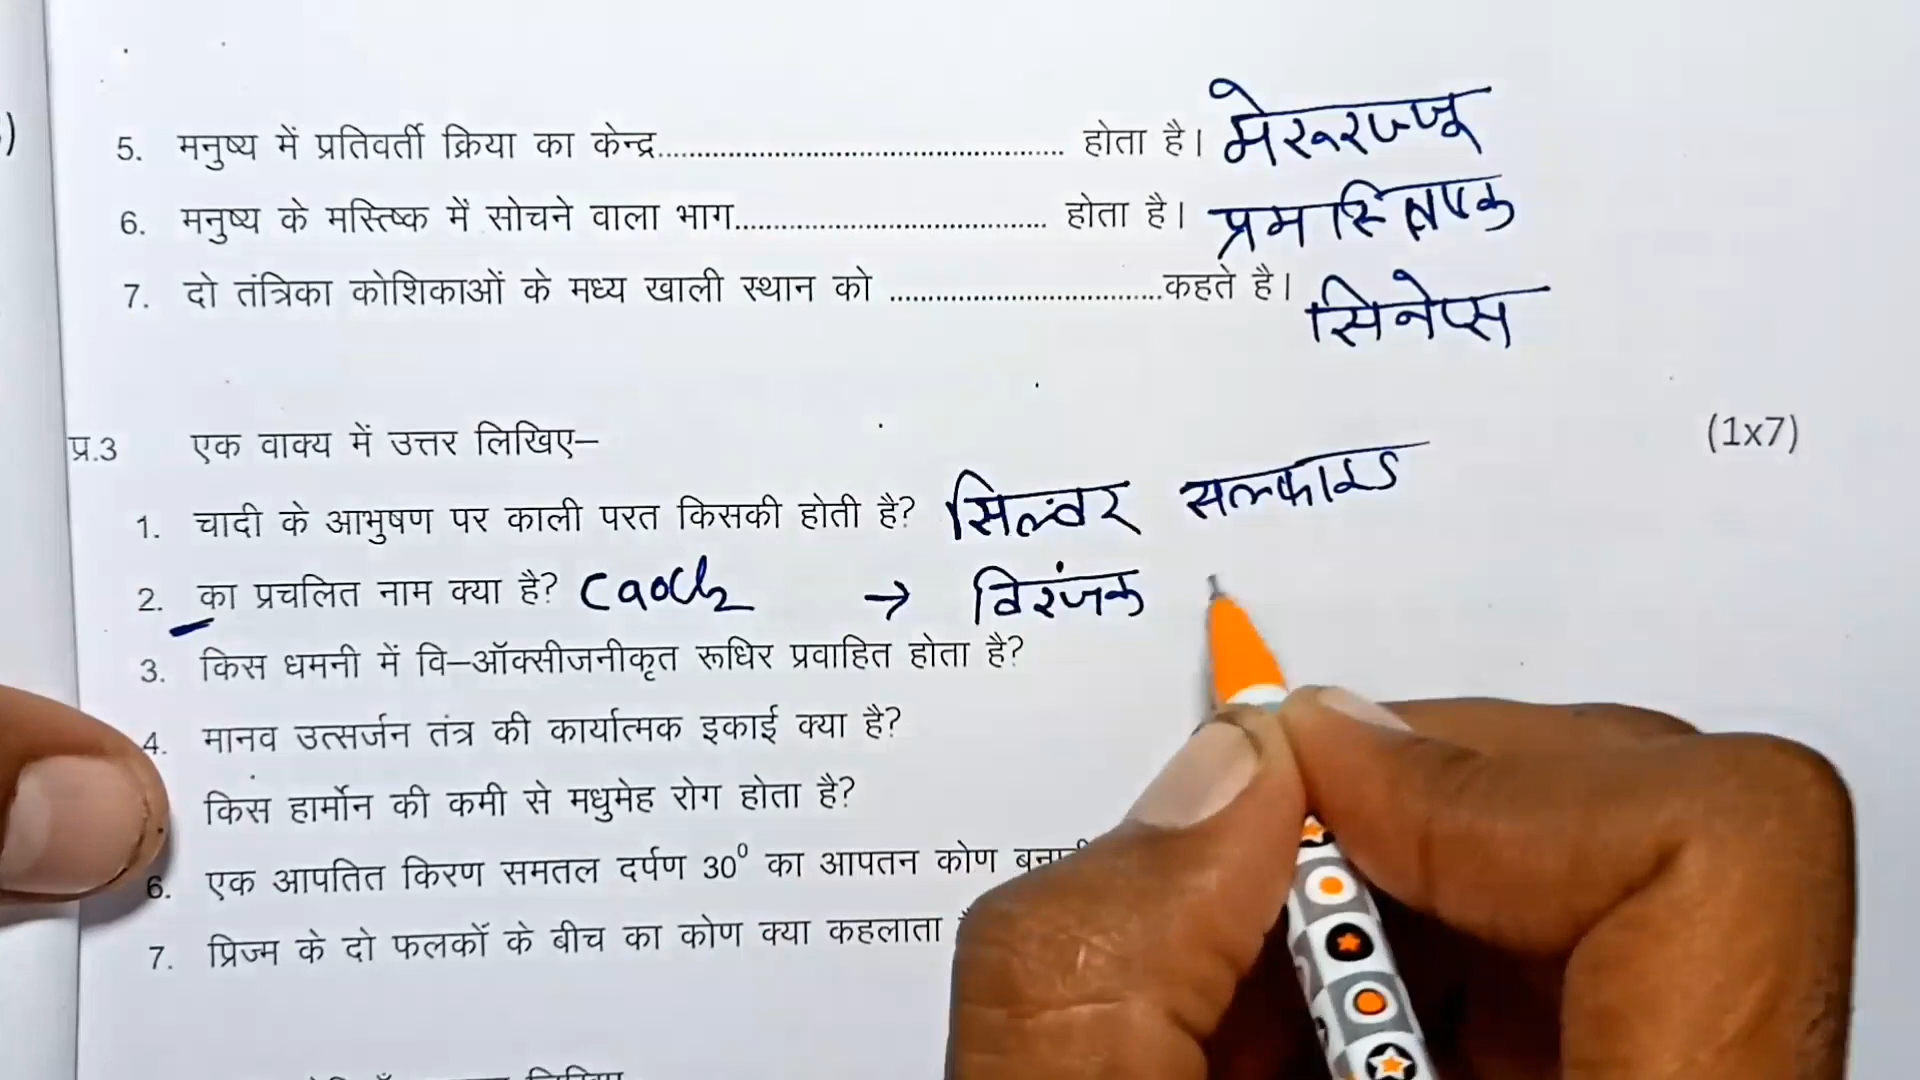 )
5. मनुष्य में प्रतिवर्ती क्रिया का केन्द्र........................................ होता है। मेरूरज्जू
6. मनुष्य के मस्तिष्क में सोचने वाला भाग.................................. होता है। प्रमस्तिष्क
7. दो तंत्रिका कोशिकाओं के मध्य खाली स्थान को ..............................कहते है। सिनेप्स
प्र.3 एक वाक्य में उत्तर लिखिए– (1x7)
1. चादी के आभुषण पर काली परत किसकी होती है? सिल्वर सल्फाइड
2. का प्रचलित नाम क्या है? CaOCl2 → विरंजक
3. किस धमनी में वि–ऑक्सीजनीकृत रूधिर प्रवाहित होता है?
4. मानव उत्सर्जन तंत्र की कार्यात्मक इकाई क्या है?
किस हार्मोन की कमी से मधुमेह रोग होता है?
6. एक आपतित किरण समतल दर्पण 30⁰ का आपतन कोण
7. प्रिज्म के दो फलकों के बीच का कोण क्या कहलाता